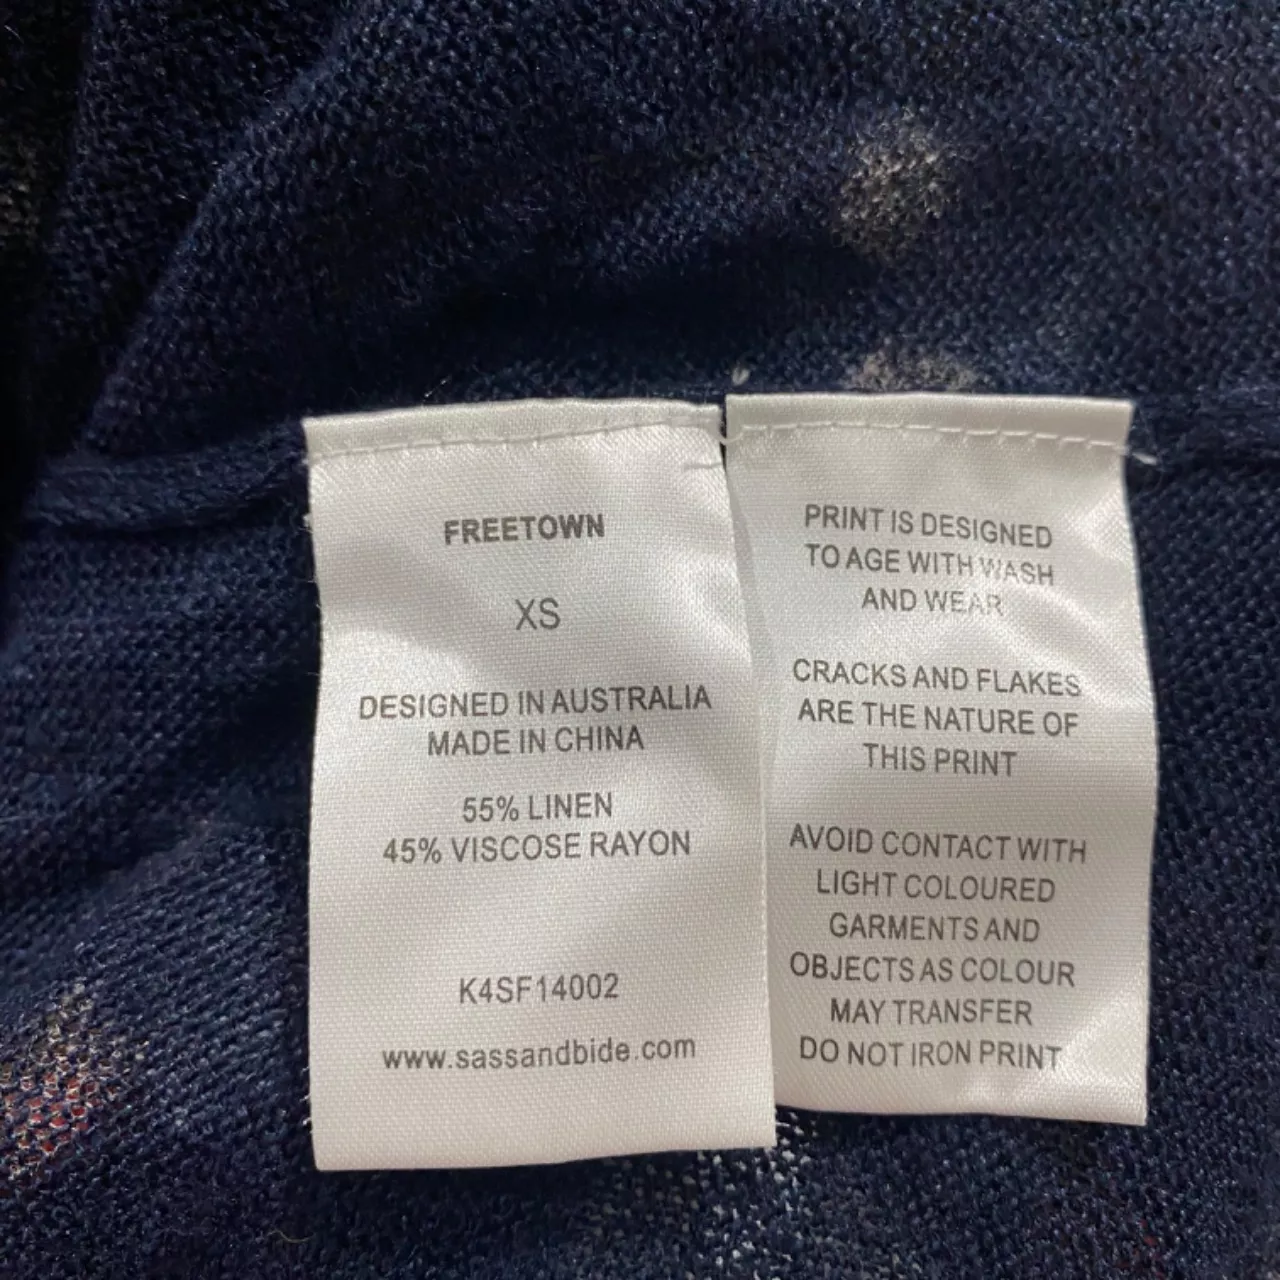 FREETOWN
XS
DESIGNED IN AUSTRALIA
MADE IN CHINA
55% LINEN
45% VISCOSE RAYON
K4SF14002
www.sassandbide.com
PRINT IS DESIGNED
TO AGE WITH WASH
AND WEAR
CRACKS AND FLAKES
ARE THE NATURE OF
THIS PRINT
AVOID CONTACT WITH
LIGHT COLOURED
GARMENTS AND
OBJECTS AS COLOUR
MAY TRANSFER
DO NOT IRON PRINT